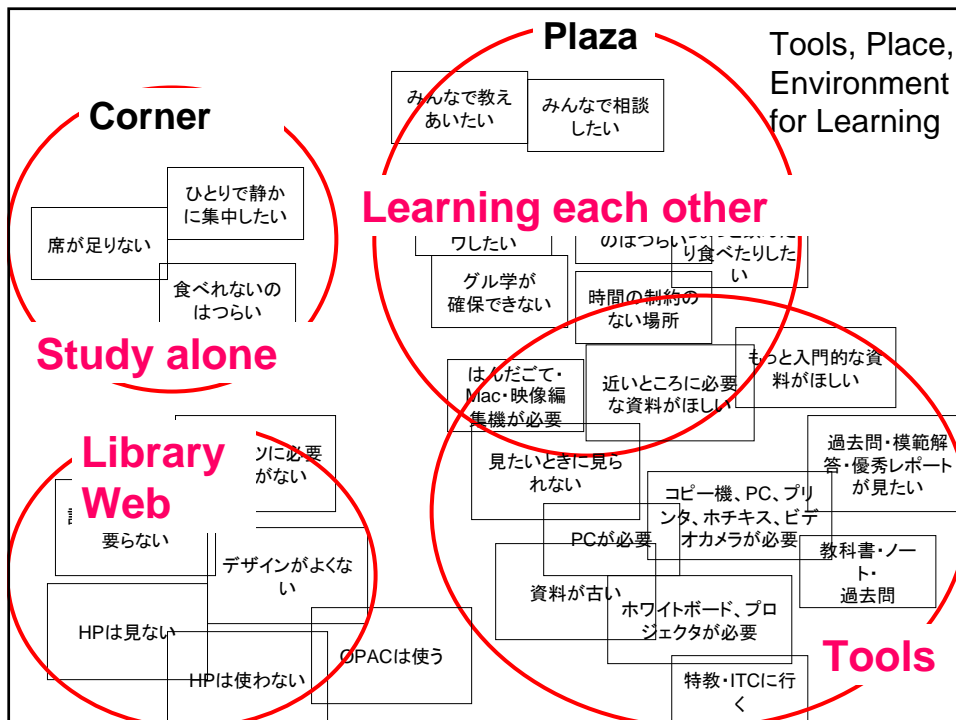 Plaza
Tools, Place,
Environment
for Learning
Corner
みんなで教え
あいたい
みんなで相談
したい
ひとりで静か
に集中したい
席が足りない
食べれないの
はつらい
Study alone
Learning each other
ワしたい
のはつらい
り食べたりした
い
グル学が
確保できない
時間の制約の
ない場所
はんだごて・
Mac・映像編
集機が必要
近いところに必要
な資料がほしい
もっと入門的な資
料がほしい
Library
Web
ツに必要
がない
要らない
デザインがよくな
い
HPは見ない
HPは使わない
OPACは使う
見たいときに見ら
れない
過去問・模範解
答・優秀レポート
が見たい
コピー機、PC、プリ
ンタ、ホチキス、ビデ
オカメラが必要
PCが必要
教科書・ノー
ト・
過去問
資料が古い
ホワイトボード、プロ
ジェクタが必要
Tools
特教・ITCに行
く